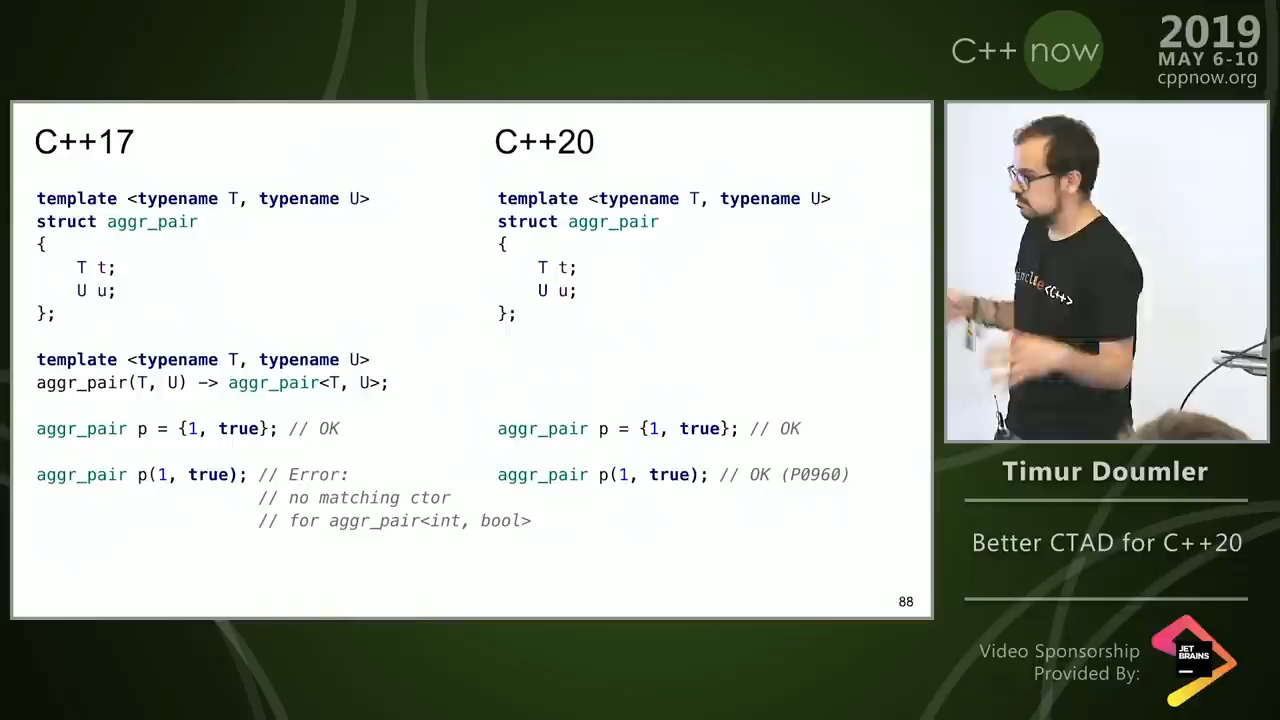 C++ now
2019
MAY 6-10
cppnow.org
C++17
template <typename T, typename U>
struct aggr_pair
{
T t;
U u;
};
template <typename T, typename U>
aggr_pair(T, U) -> aggr_pair<T, U>;
aggr_pair p = {1, true}; // OK
aggr_pair p(1, true); // Error:
// no matching ctor
// for aggr_pair<int, bool>
C++20
template <typename T, typename U>
struct aggr_pair
{
T t;
U u;
};
aggr_pair p = {1, true}; // OK
aggr_pair p(1, true); // OK (P0960)
88
#include<C++>
Timur Doumler
Better CTAD for C++20
Video Sponsorship
Provided By:
JET
BRAINS